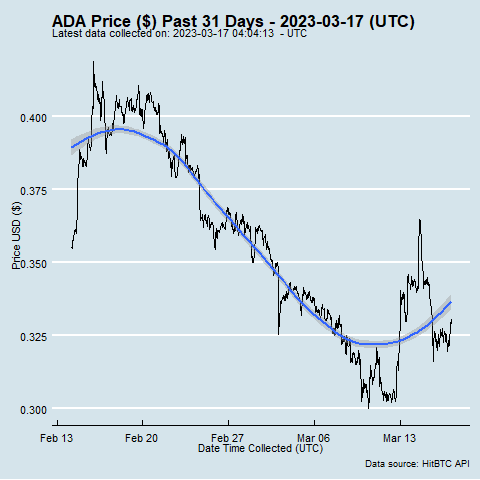 ADA Price ($) Past 31 Days - 2023-03-17 (UTC)
Latest data collected on: 2023-03-17 04:04:13 - UTC
Price USD ($)
0.400
0.375
0.350
0.325
0.300
Feb 13 Feb 20 Feb 27 Mar 06 Mar 13
Date Time Collected (UTC)
Data source: HitBTC API